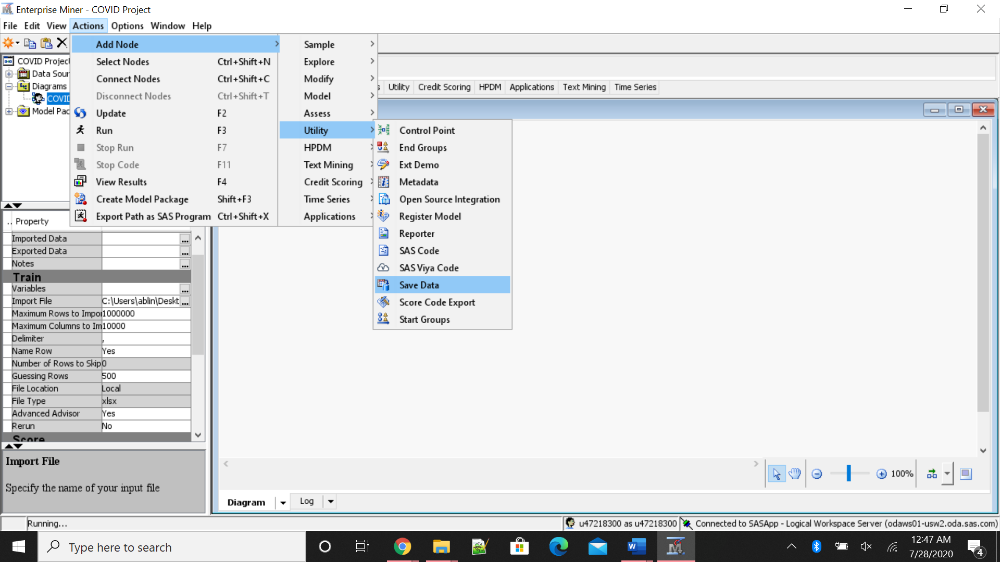 Enterprise Miner - COVID Project
File Edit View Actions Options Window Help
COVID Project
Data Sour
Diagrams
COVID
Model Pac
Add Node
Select Nodes Ctrl+Shift+N
Connect Nodes Ctrl+Shift+C
Disconnect Nodes Ctrl+Shift+T
Update F2
Run F3
Stop Run F7
Stop Code F11
View Results F4
Create Model Package Shift+F3
Export Path as SAS Program Ctrl+Shift+X
Sample
Explore
Modify
Model
Assess
Utility
HPDM
Text Mining
Credit Scoring
Time Series
Applications
Control Point
End Groups
Ext Demo
Metadata
Open Source Integration
Register Model
Reporter
SAS Code
SAS Viya Code
Save Data
Score Code Export
Start Groups
s Utility Credit Scoring HPDM Applications Text Mining Time Series
.. Property
Imported Data ...
Exported Data ...
Notes ...
Train
Variables ...
Import File C:\Users\ablin\Deskt ...
Maximum Rows to Impor 1000000
Maximum Columns to Im 10000
Delimiter ,
Name Row Yes
Number of Rows to Skip 0
Guessing Rows 500
File Location Local
File Type xlsx
Advanced Advisor Yes
Rerun No
Score
Import File
Specify the name of your input file
100%
Diagram Log
Running...
u47218300 as u47218300
Connected to SASApp - Logical Workspace Server (odaws01-usw2.oda.sas.com)
Type here to search
12:47 AM
7/28/2020
4